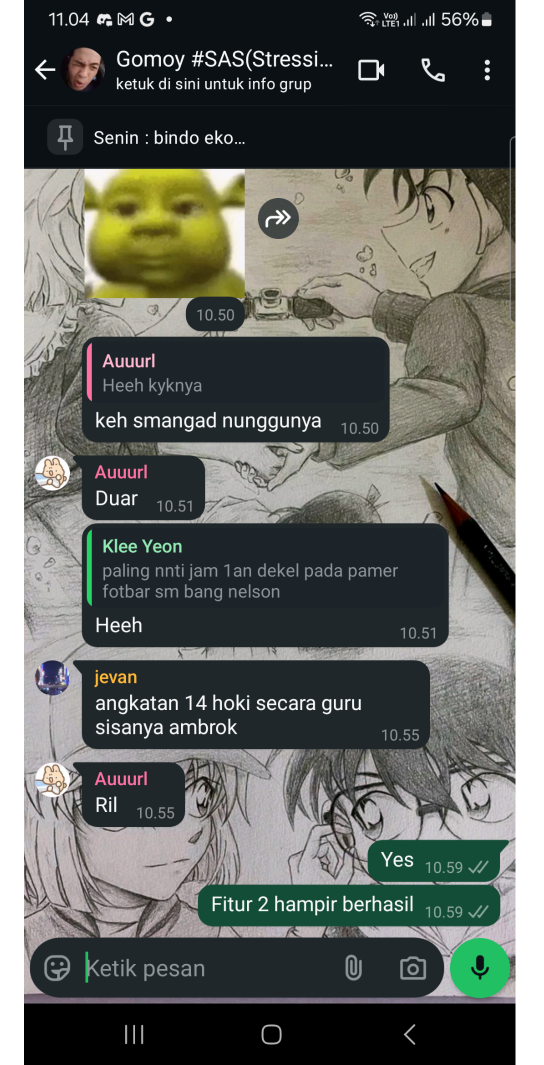 11.04
Vo))
LTE1
56%
Gomoy #SAS(Stressi...
ketuk di sini untuk info grup
Senin : bindo eko...
10.50
Auuurl
Heeh kyknya
keh smangad nunggunya 10.50
Auuurl
Duar 10.51
Klee Yeon
paling nnti jam 1an dekel pada pamer
fotbar sm bang nelson
Heeh
10.51
jevan
angkatan 14 hoki secara guru
sisanya ambrok
10.55
Auuurl
Ril 10.55
Yes 10.59
Fitur 2 hampir berhasil 10.59
Ketik pesan